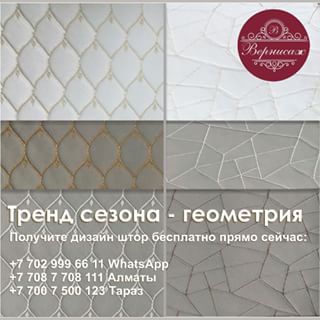 В
Вернисаж
Тренд сезона - геометрия
Получите дизайн штор бесплатно прямо сейчас:
+7 702 999 66 11 WhatsApp
+7 708 7 708 111 Алматы
+7 700 7 500 123 Тараз